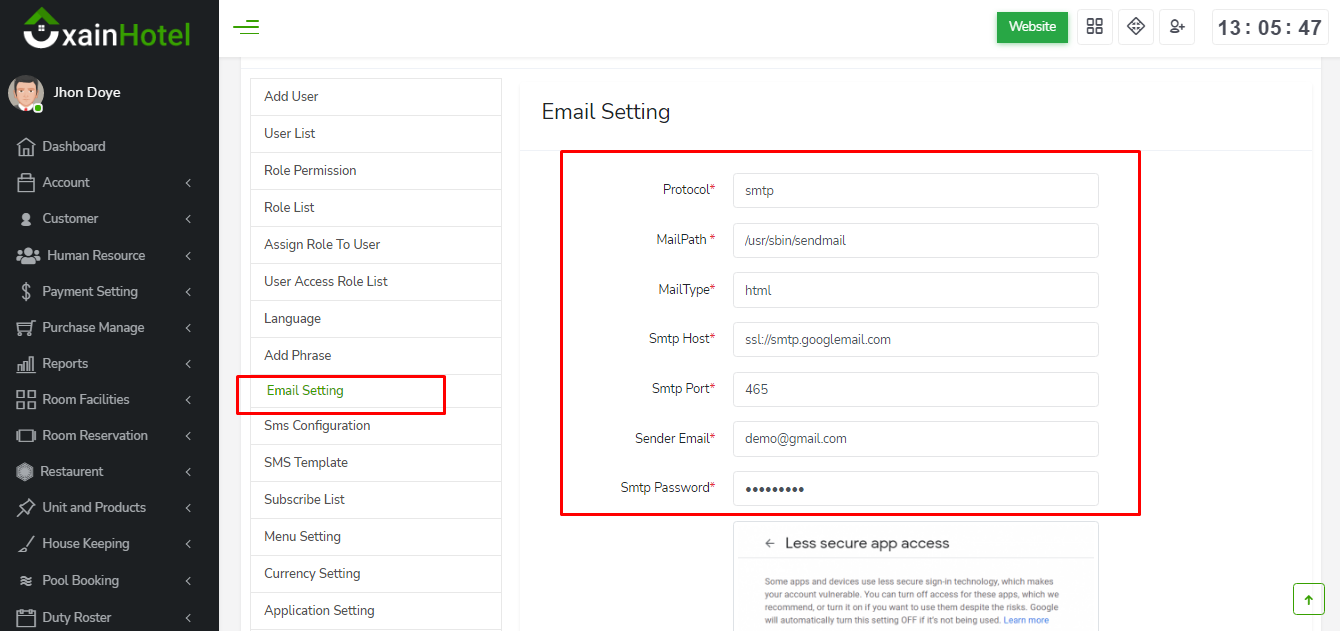 xainHotel
Website
13 : 05 : 47
Jhon Doye
Dashboard
Account
Customer
Human Resource
Payment Setting
Purchase Manage
Reports
Room Facilities
Room Reservation
Restaurent
Unit and Products
House Keeping
Pool Booking
Duty Roster
Add User
User List
Role Permission
Role List
Assign Role To User
User Access Role List
Language
Add Phrase
Email Setting
Sms Configuration
SMS Template
Subscribe List
Menu Setting
Currency Setting
Application Setting
Email Setting
Protocol* smtp
MailPath * /usr/sbin/sendmail
MailType* html
Smtp Host* ssl://smtp.googlemail.com
Smtp Port* 465
Sender Email* demo@gmail.com
Smtp Password* •••••••••
Less secure app access
Some apps and devices use less secure sign-in technology, which makes
your account vulnerable. You can turn off access for these apps, which we
recommend, or turn it on if you want to use them despite the risks. Google
will automatically turn this setting OFF if it's not being used. Learn more